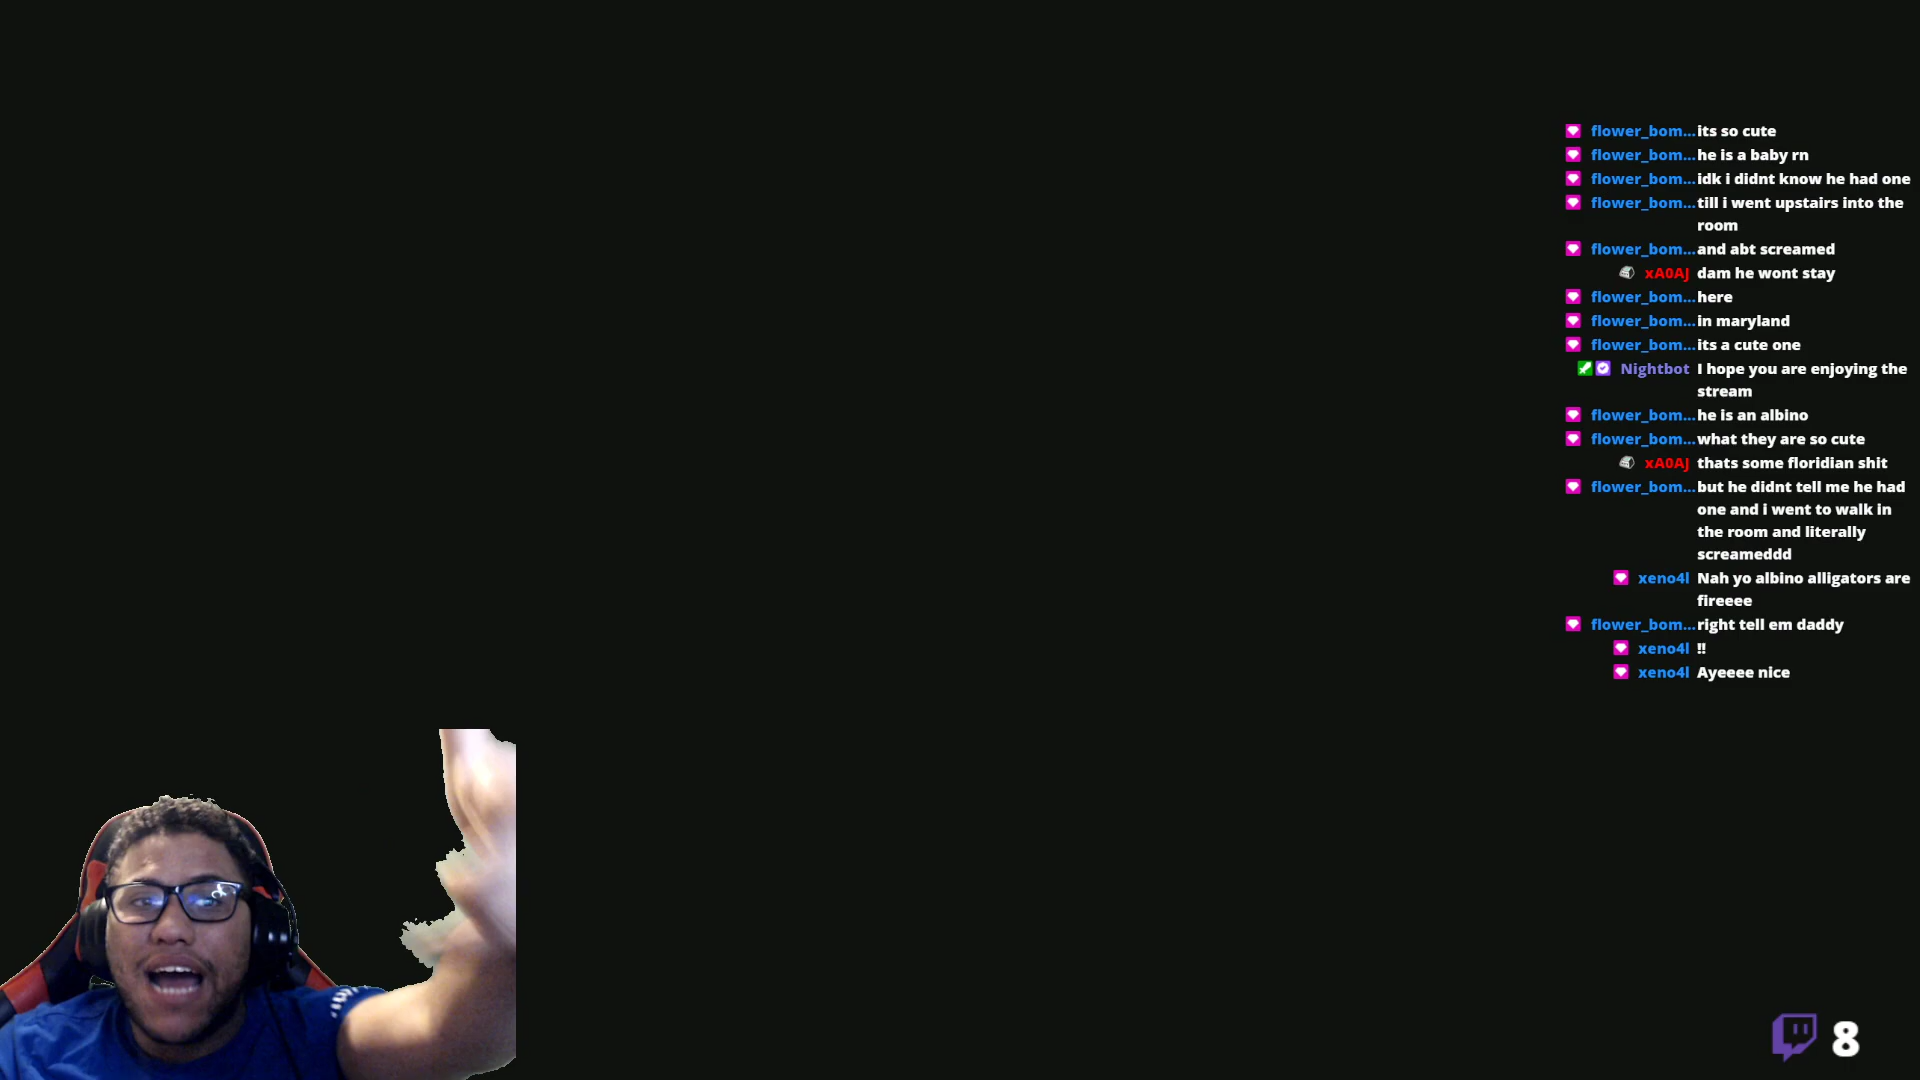 flower_bom... its so cute
flower_bom... he is a baby rn
flower_bom... idk i didnt know he had one
flower_bom... till i went upstairs into the
room
flower_bom... and abt screamed
xA0AJ dam he wont stay
flower_bom... here
flower_bom... in maryland
flower_bom... its a cute one
Nightbot I hope you are enjoying the
stream
flower_bom... he is an albino
flower_bom... what they are so cute
xA0AJ thats some floridian shit
flower_bom... but he didnt tell me he had
one and i went to walk in
the room and literally
screameddd
xeno4l Nah yo albino alligators are
fireeee
flower_bom... right tell em daddy
xeno4l !!
xeno4l Ayeeee nice
8